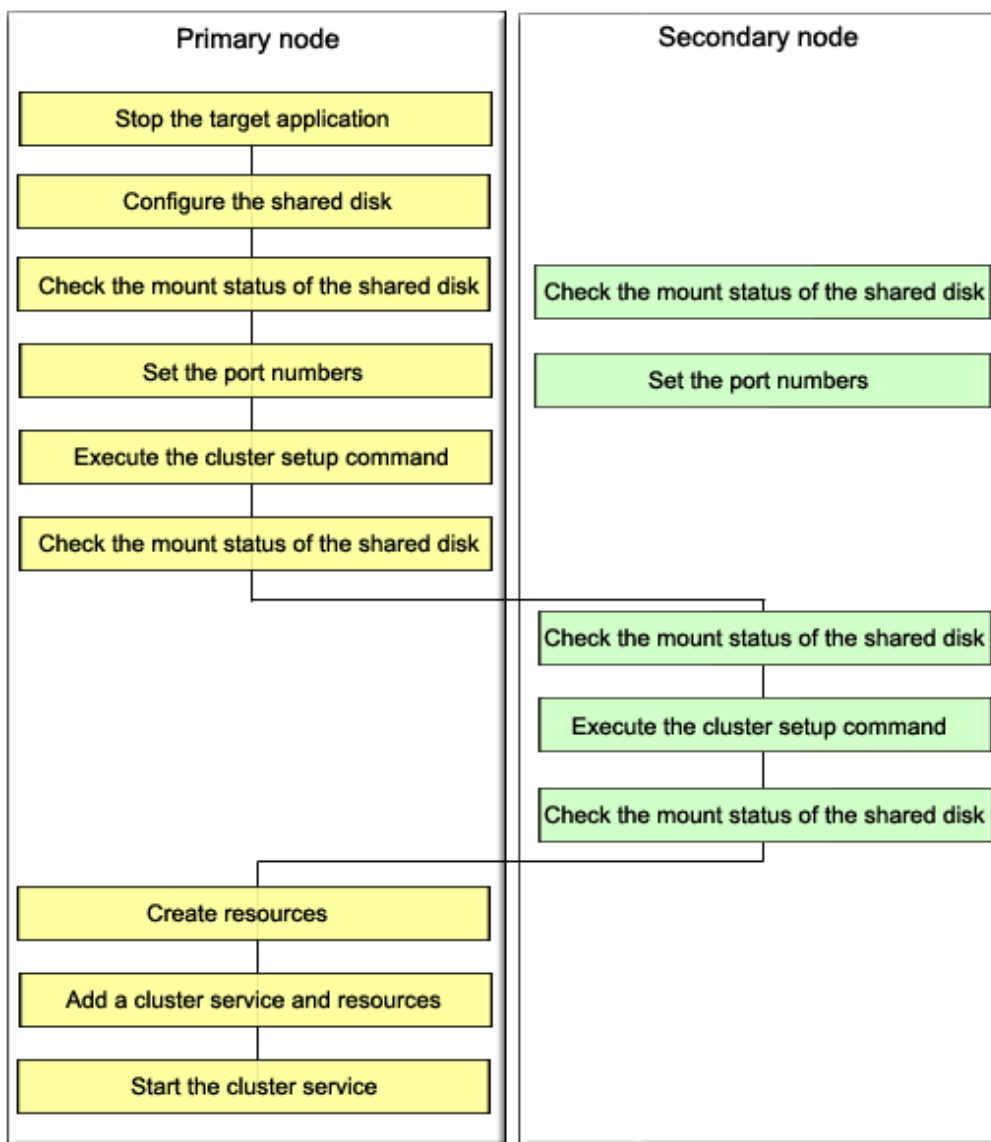 Primary node
Secondary node
Stop the target application
Configure the shared disk
Check the mount status of the shared disk
Check the mount status of the shared disk
Set the port numbers
Set the port numbers
Execute the cluster setup command
Check the mount status of the shared disk
Check the mount status of the shared disk
Execute the cluster setup command
Check the mount status of the shared disk
Create resources
Add a cluster service and resources
Start the cluster service